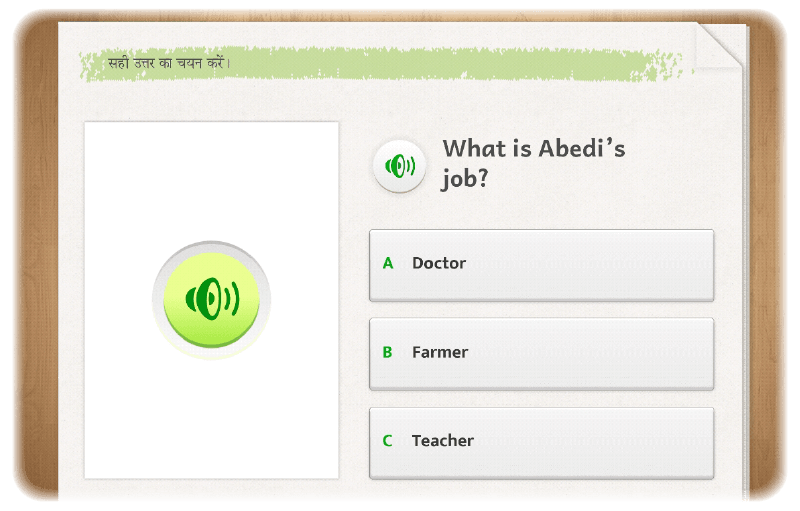 सही उत्तर का चयन करें।
What is Abedi’s
job?
A Doctor
B Farmer
C Teacher